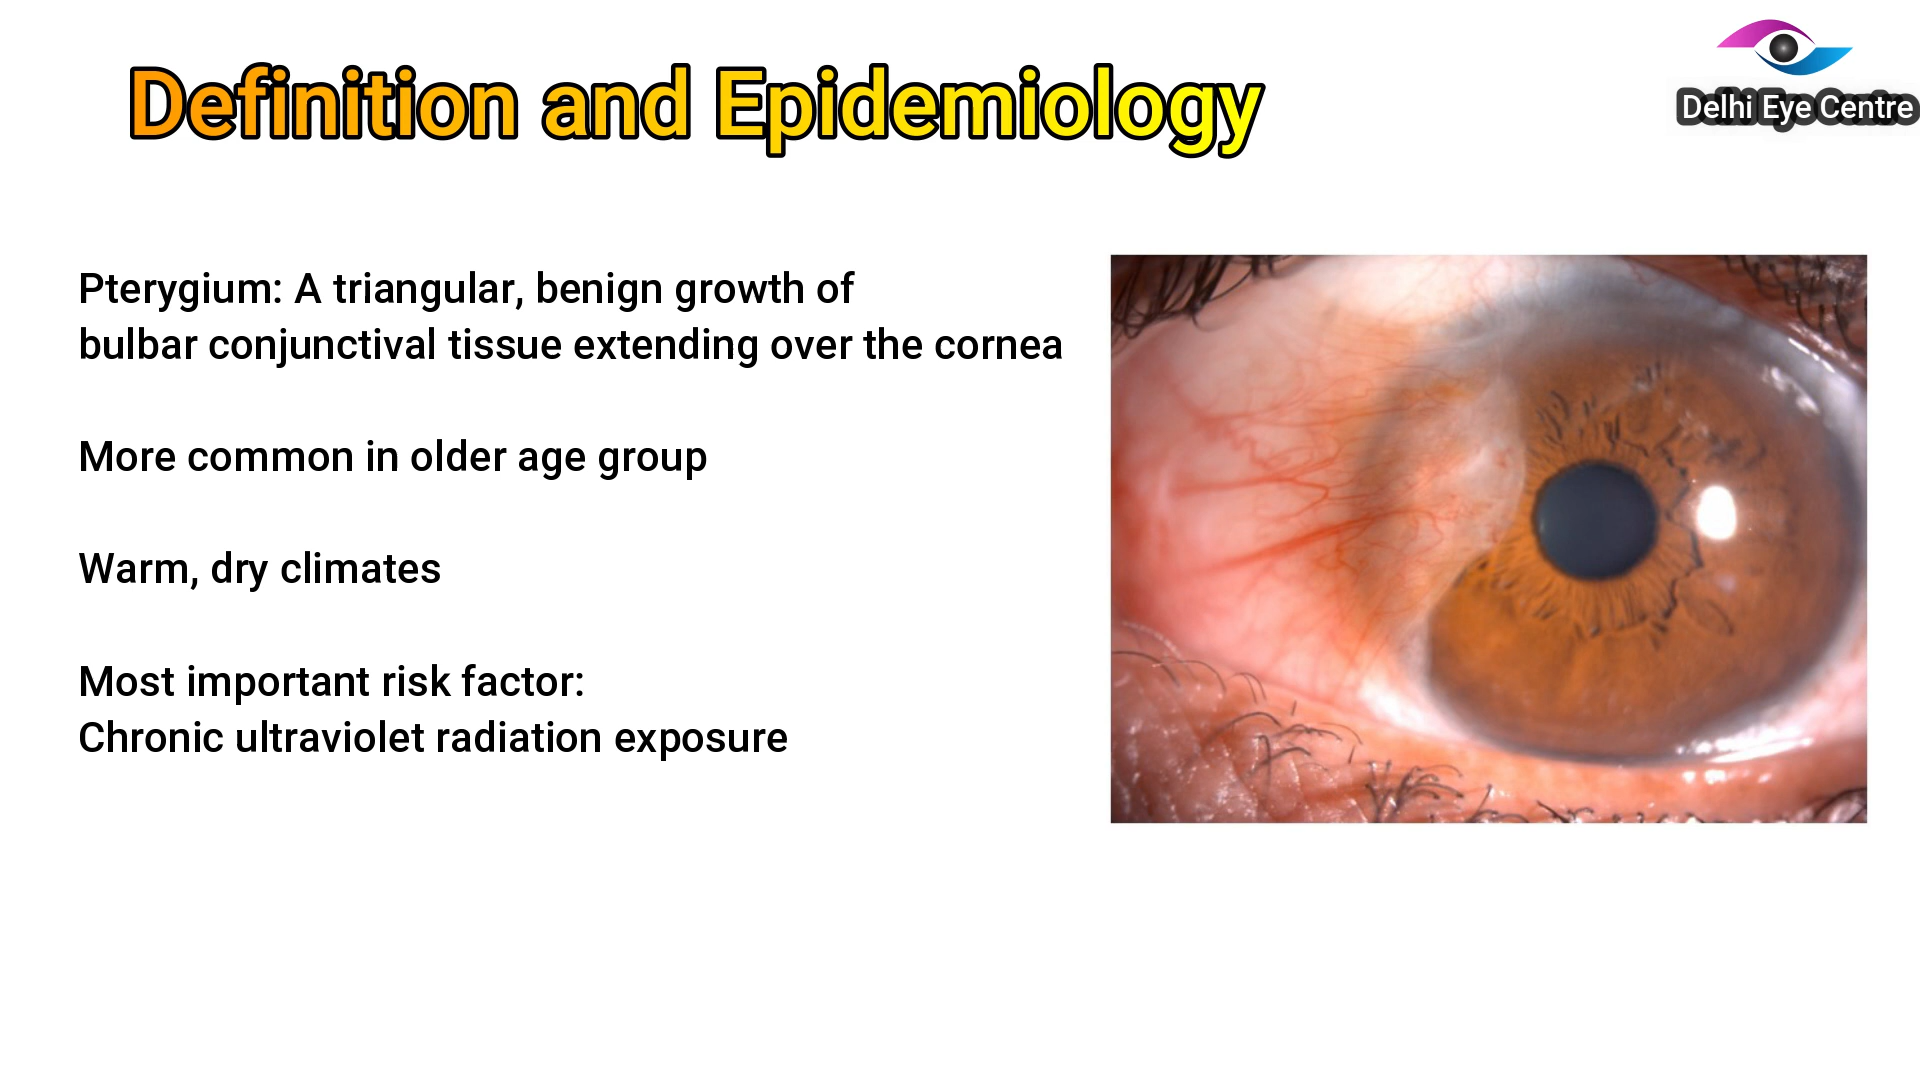 Definition and Epidemiology
Delhi Eye Centre
Pterygium: A triangular, benign growth of
bulbar conjunctival tissue extending over the cornea
More common in older age group
Warm, dry climates
Most important risk factor:
Chronic ultraviolet radiation exposure